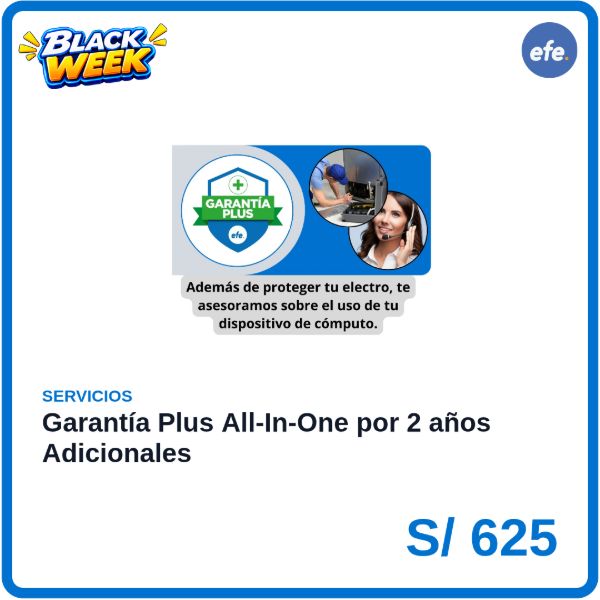 BLACK
WEEK
efe.
GARANTÍA
PLUS
efe.
Además de proteger tu electro, te
asesoramos sobre el uso de tu
dispositivo de cómputo.
SERVICIOS
Garantía Plus All-In-One por 2 años
Adicionales
S/ 625